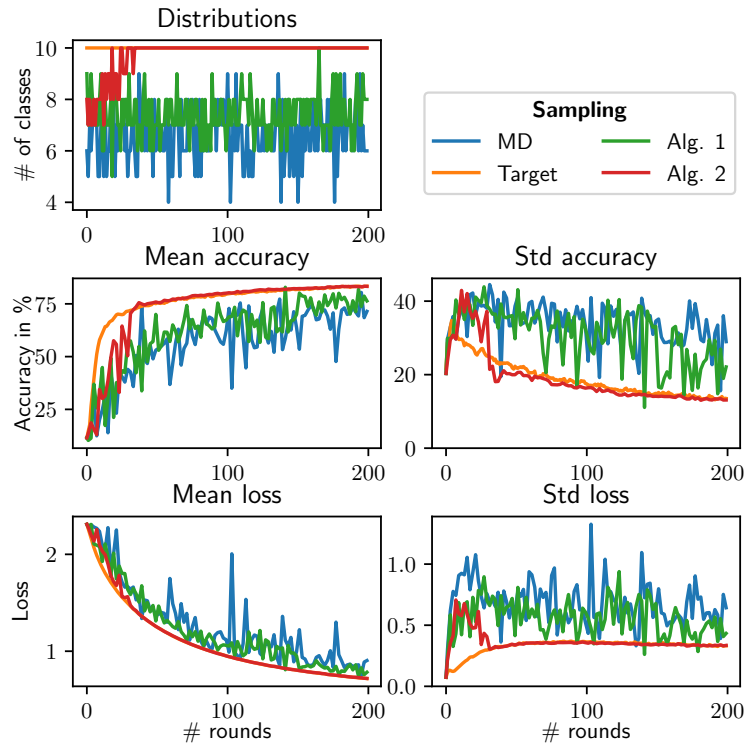 Distributions
# of classes
10
8
6
4
0
100
200
Sampling
MD
Target
Alg. 1
Alg. 2
Mean accuracy
Accuracy in %
75
50
25
0
100
200
Std accuracy
40
20
0
0
100
200
Mean loss
Loss
2
1
0
100
200
# rounds
Std loss
1.0
0.5
0.0
0
100
200
# rounds